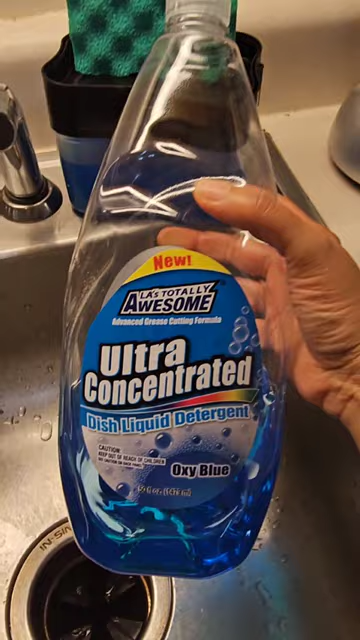 New!
LA's TOTALLY
AWESOME
Advanced Grease Cutting Formula
Ultra
Concentrated
Dish Liquid Detergent
CAUTION:
KEEP OUT OF REACH OF CHILDREN
Oxy Blue